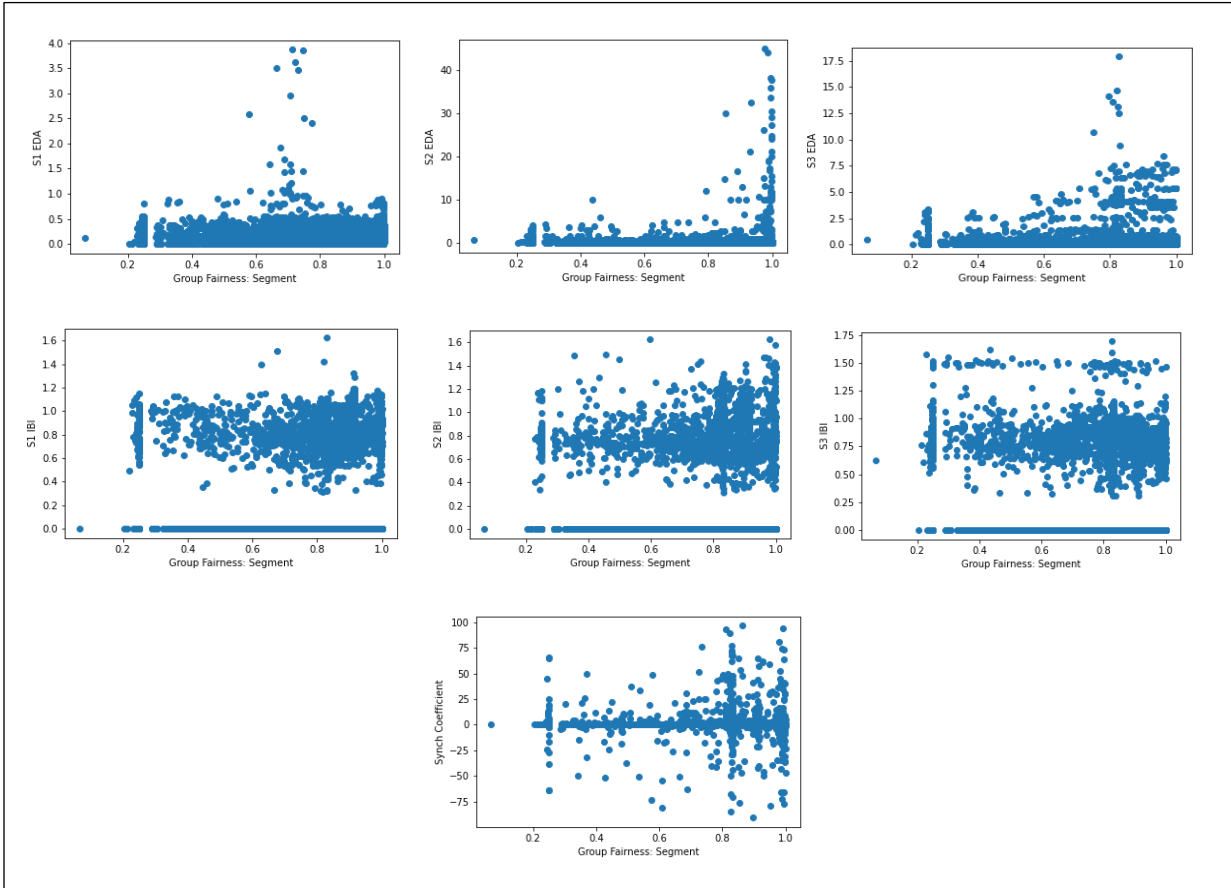 4.0
3.5
3.0
2.5
2.0
1.5
1.0
0.5
0.0
S1 EDA
0.2 0.4 0.6 0.8 1.0
Group Fairness: Segment
40
30
20
10
0
S2 EDA
0.2 0.4 0.6 0.8 1.0
Group Fairness: Segment
17.5
15.0
12.5
10.0
7.5
5.0
2.5
0.0
S3 EDA
0.2 0.4 0.6 0.8 1.0
Group Fairness: Segment
1.6
1.4
1.2
1.0
0.8
0.6
0.4
0.2
0.0
S1 IBI
0.2 0.4 0.6 0.8 1.0
Group Fairness: Segment
1.6
1.4
1.2
1.0
0.8
0.6
0.4
0.2
0.0
S2 IBI
0.2 0.4 0.6 0.8 1.0
Group Fairness: Segment
1.75
1.50
1.25
1.00
0.75
0.50
0.25
0.00
S3 IBI
0.2 0.4 0.6 0.8 1.0
Group Fairness: Segment
100
75
50
25
0
−25
−50
−75
Synch Coefficient
0.2 0.4 0.6 0.8 1.0
Group Fairness: Segment